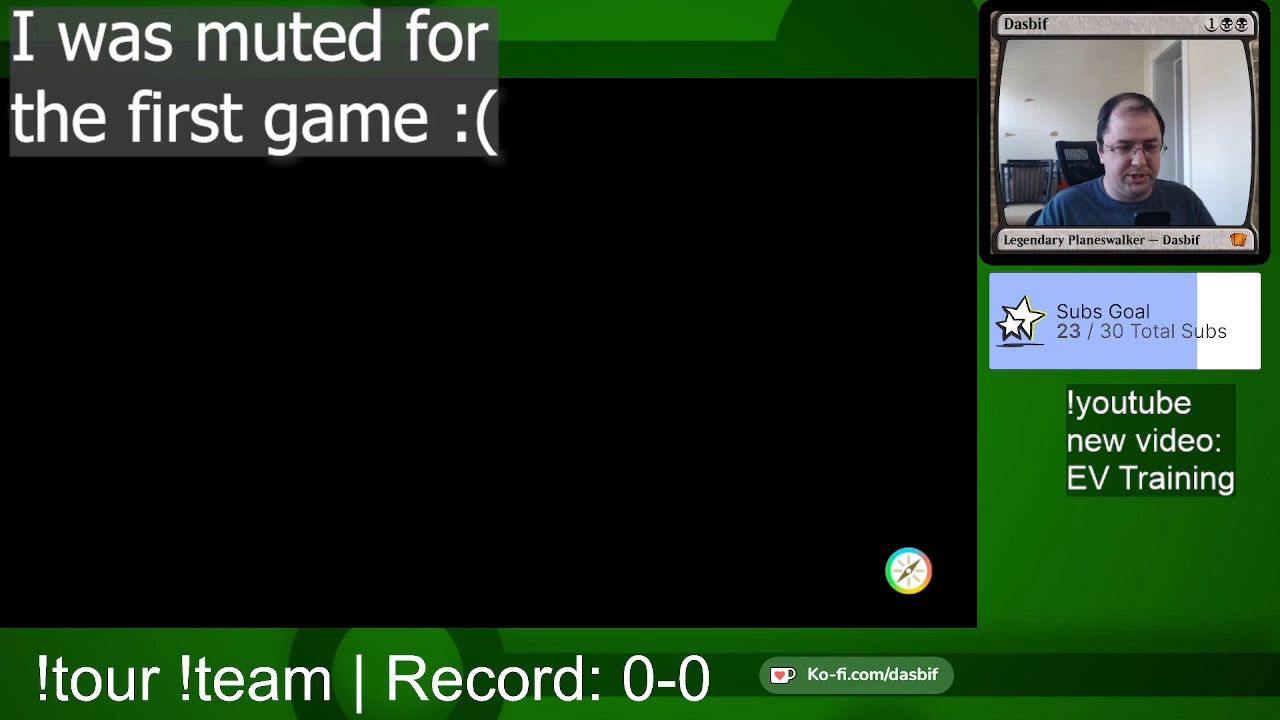 I was muted for
the first game :(
Dasbif 1
Legendary Planeswalker — Dasbif
Subs Goal
23 / 30 Total Subs
!youtube
new video:
EV Training
!tour !team | Record: 0-0
Ko-fi.com/dasbif